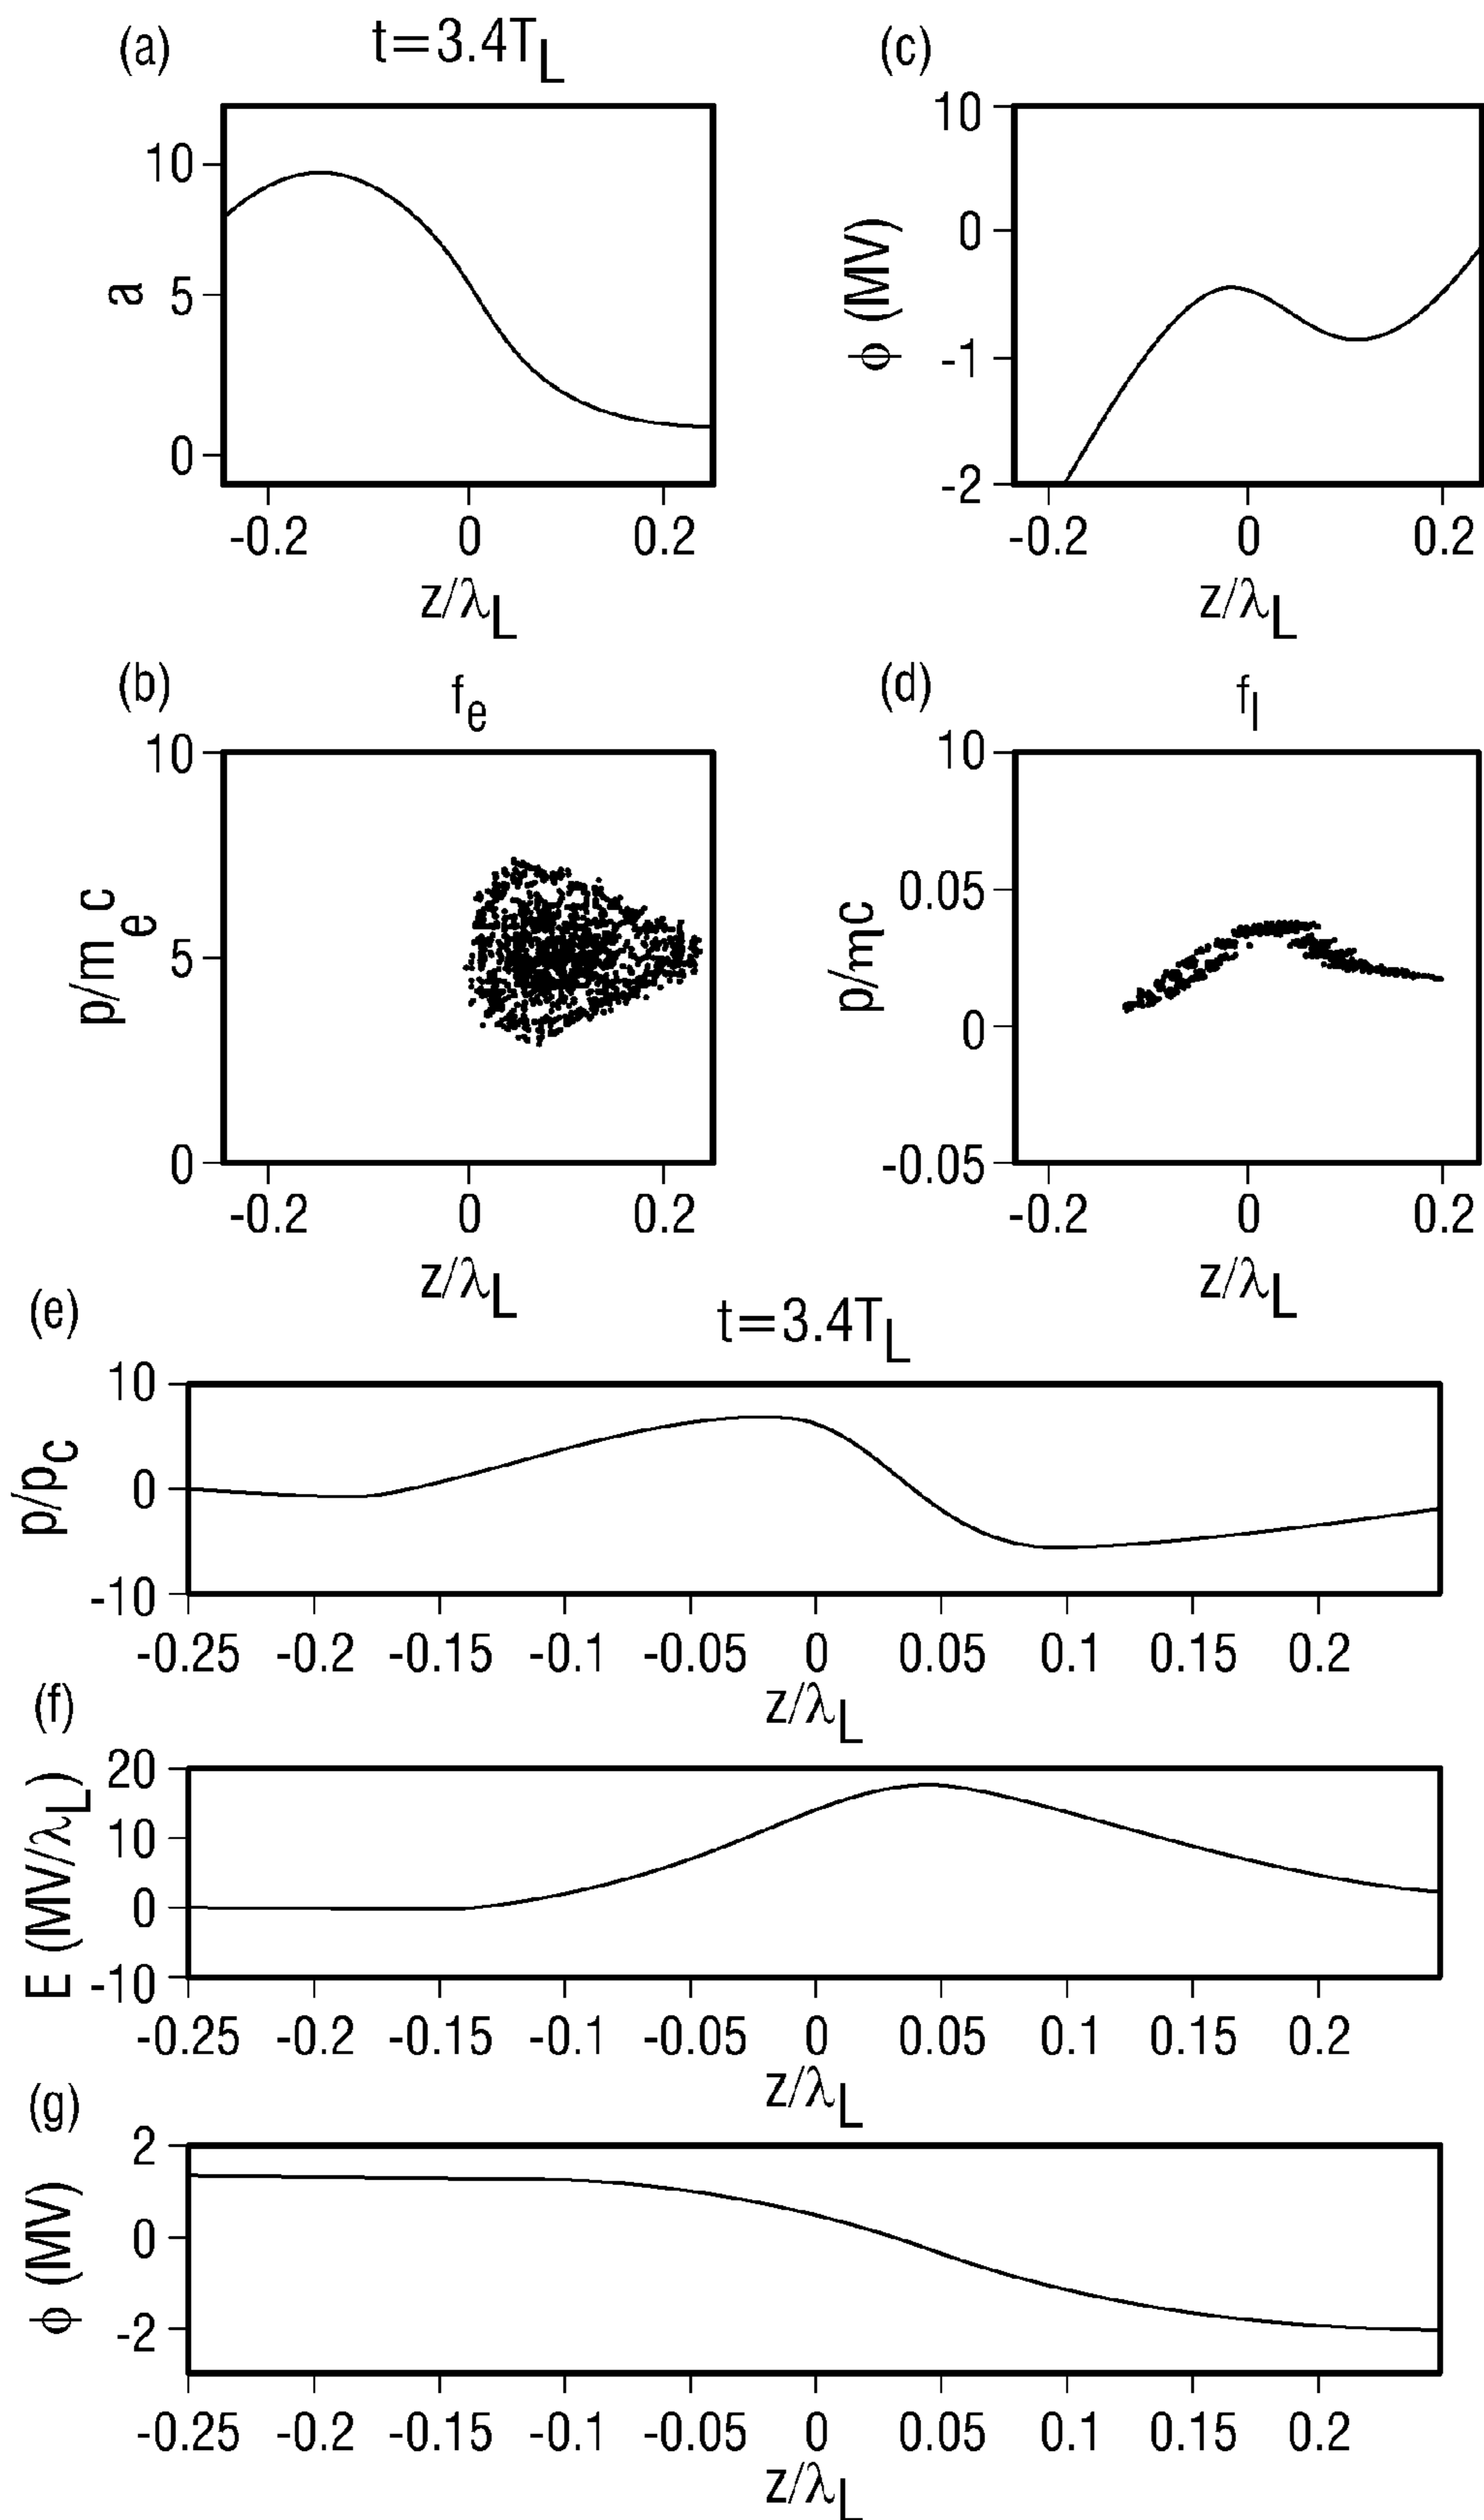 (a) t=3.4T_L
10
5
0
a
-0.2 0 0.2
z/λ_L
(c)
10
0
-1
-2
φ (MV)
-0.2 0 0.2
z/λ_L
(b) f_e
10
5
0
p/m_e c
-0.2 0 0.2
z/λ_L
(d) f_I
10
0.05
0
-0.05
p/mc
-0.2 0 0.2
z/λ_L
(e) t=3.4T_L
10
0
-10
p/p_c
-0.25 -0.2 -0.15 -0.1 -0.05 0 0.05 0.1 0.15 0.2
z/λ_L
(f)
20
10
0
-10
E (MV/λ_L)
-0.25 -0.2 -0.15 -0.1 -0.05 0 0.05 0.1 0.15 0.2
z/λ_L
(g)
2
0
-2
φ (MV)
-0.25 -0.2 -0.15 -0.1 -0.05 0 0.05 0.1 0.15 0.2
z/λ_L